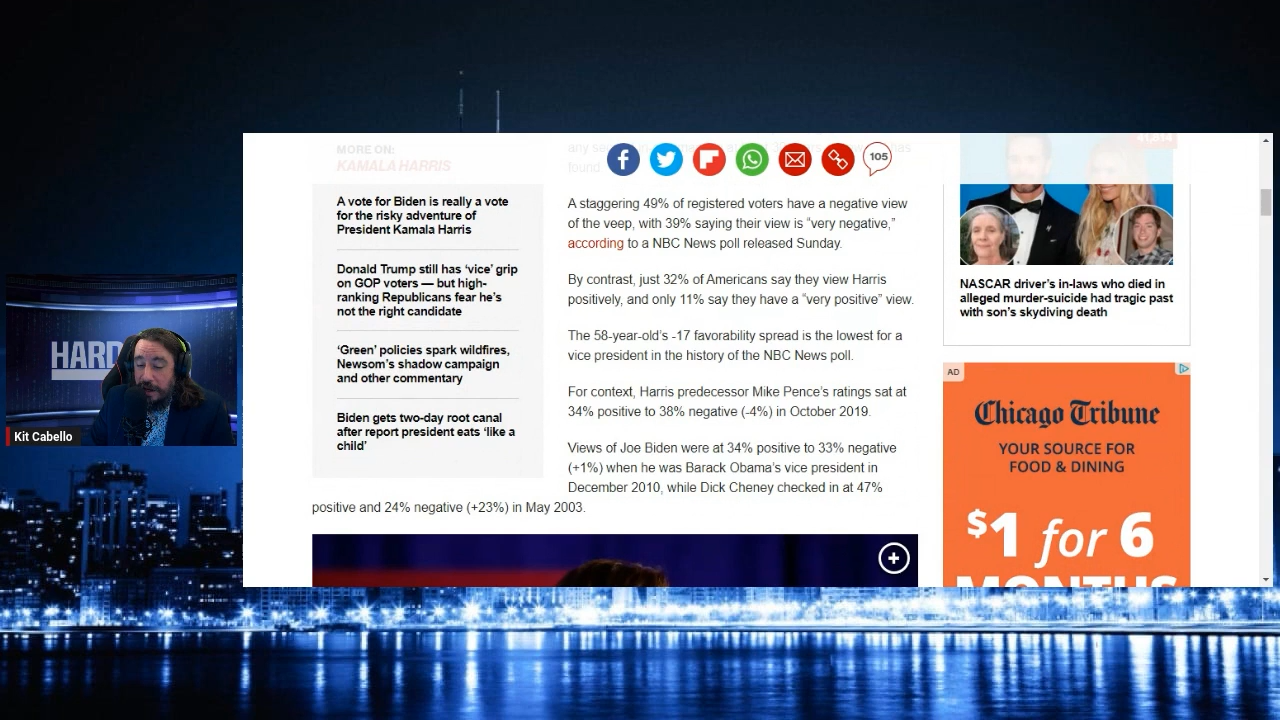 MORE ON:
KAMALA HARRIS
A vote for Biden is really a vote
for the risky adventure of
President Kamala Harris
Donald Trump still has ‘vice’ grip
on GOP voters — but high-
ranking Republicans fear he’s
not the right candidate
‘Green’ policies spark wildfires,
Newsom’s shadow campaign
and other commentary
Biden gets two-day root canal
after report president eats ‘like a
child’
found
105
A staggering 49% of registered voters have a negative view
of the veep, with 39% saying their view is “very negative,”
according to a NBC News poll released Sunday.
By contrast, just 32% of Americans say they view Harris
positively, and only 11% say they have a “very positive” view.
The 58-year-old’s -17 favorability spread is the lowest for a
vice president in the history of the NBC News poll.
For context, Harris predecessor Mike Pence’s ratings sat at
34% positive to 38% negative (-4%) in October 2019.
Views of Joe Biden were at 34% positive to 33% negative
(+1%) when he was Barack Obama’s vice president in
December 2010, while Dick Cheney checked in at 47%
positive and 24% negative (+23%) in May 2003.
NASCAR driver’s in-laws who died in
alleged murder-suicide had tragic past
with son’s skydiving death
AD
Chicago Tribune
YOUR SOURCE FOR
FOOD & DINING
$1 for 6
MONTHS
HARD
Kit Cabello